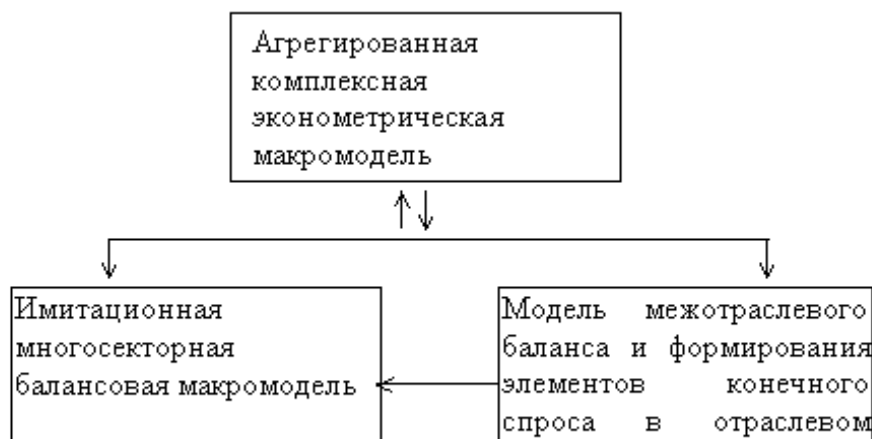 Агрегированная
комплексная
эконометрическая
макромодель
Имитационная
многосекторная
балансовая макромодель
Модель межотраслевого
баланса и формирования
элементов конечного
спроса в отраслевом